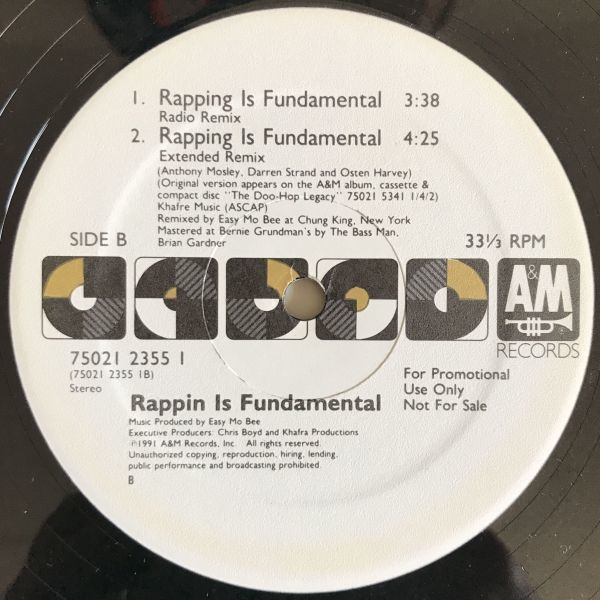 1. Rapping Is Fundamental 3:38
Radio Remix
2. Rapping Is Fundamental 4:25
Extended Remix
(Anthony Mosley, Darren Strand and Osten Harvey)
(Original version appears on the A&M album, cassette &
compact disc "The Doo-Hop Legacy" 75021 5341 1/4/2)
Khafre Music (ASCAP)
Remixed by Easy Mo Bee at Chung King, New York
Mastered at Bernie Grundman's by The Bass Man,
Brian Gardner
SIDE B
33⅓ RPM
A&M
RECORDS
75021 2355 1
(75021 2355 1B)
Stereo
For Promotional
Use Only
Not For Sale
Rappin Is Fundamental
Music Produced by Easy Mo Bee
Executive Producers: Chris Boyd and Khafra Productions
℗1991 A&M Records, Inc. All rights reserved.
Unauthorized copying, reproduction, hiring, lending,
public performance and broadcasting prohibited.
B